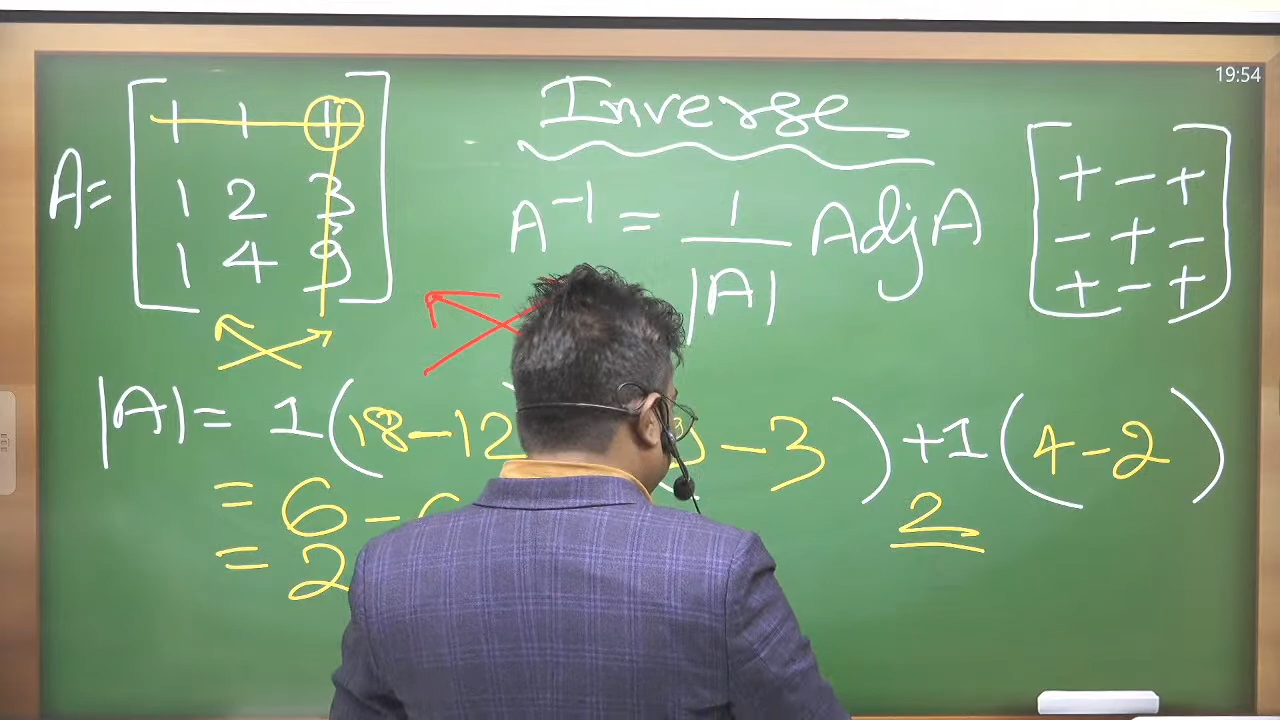 19:54
Inverse
A = [ 1 1 1
1 2 3
1 4 9 ]
A⁻¹ = 1/|A| Adj A
[ + - +
- + -
+ - + ]
|A| = 1(18-12 - 3) +1(4-2)
= 6 -
2
= 2